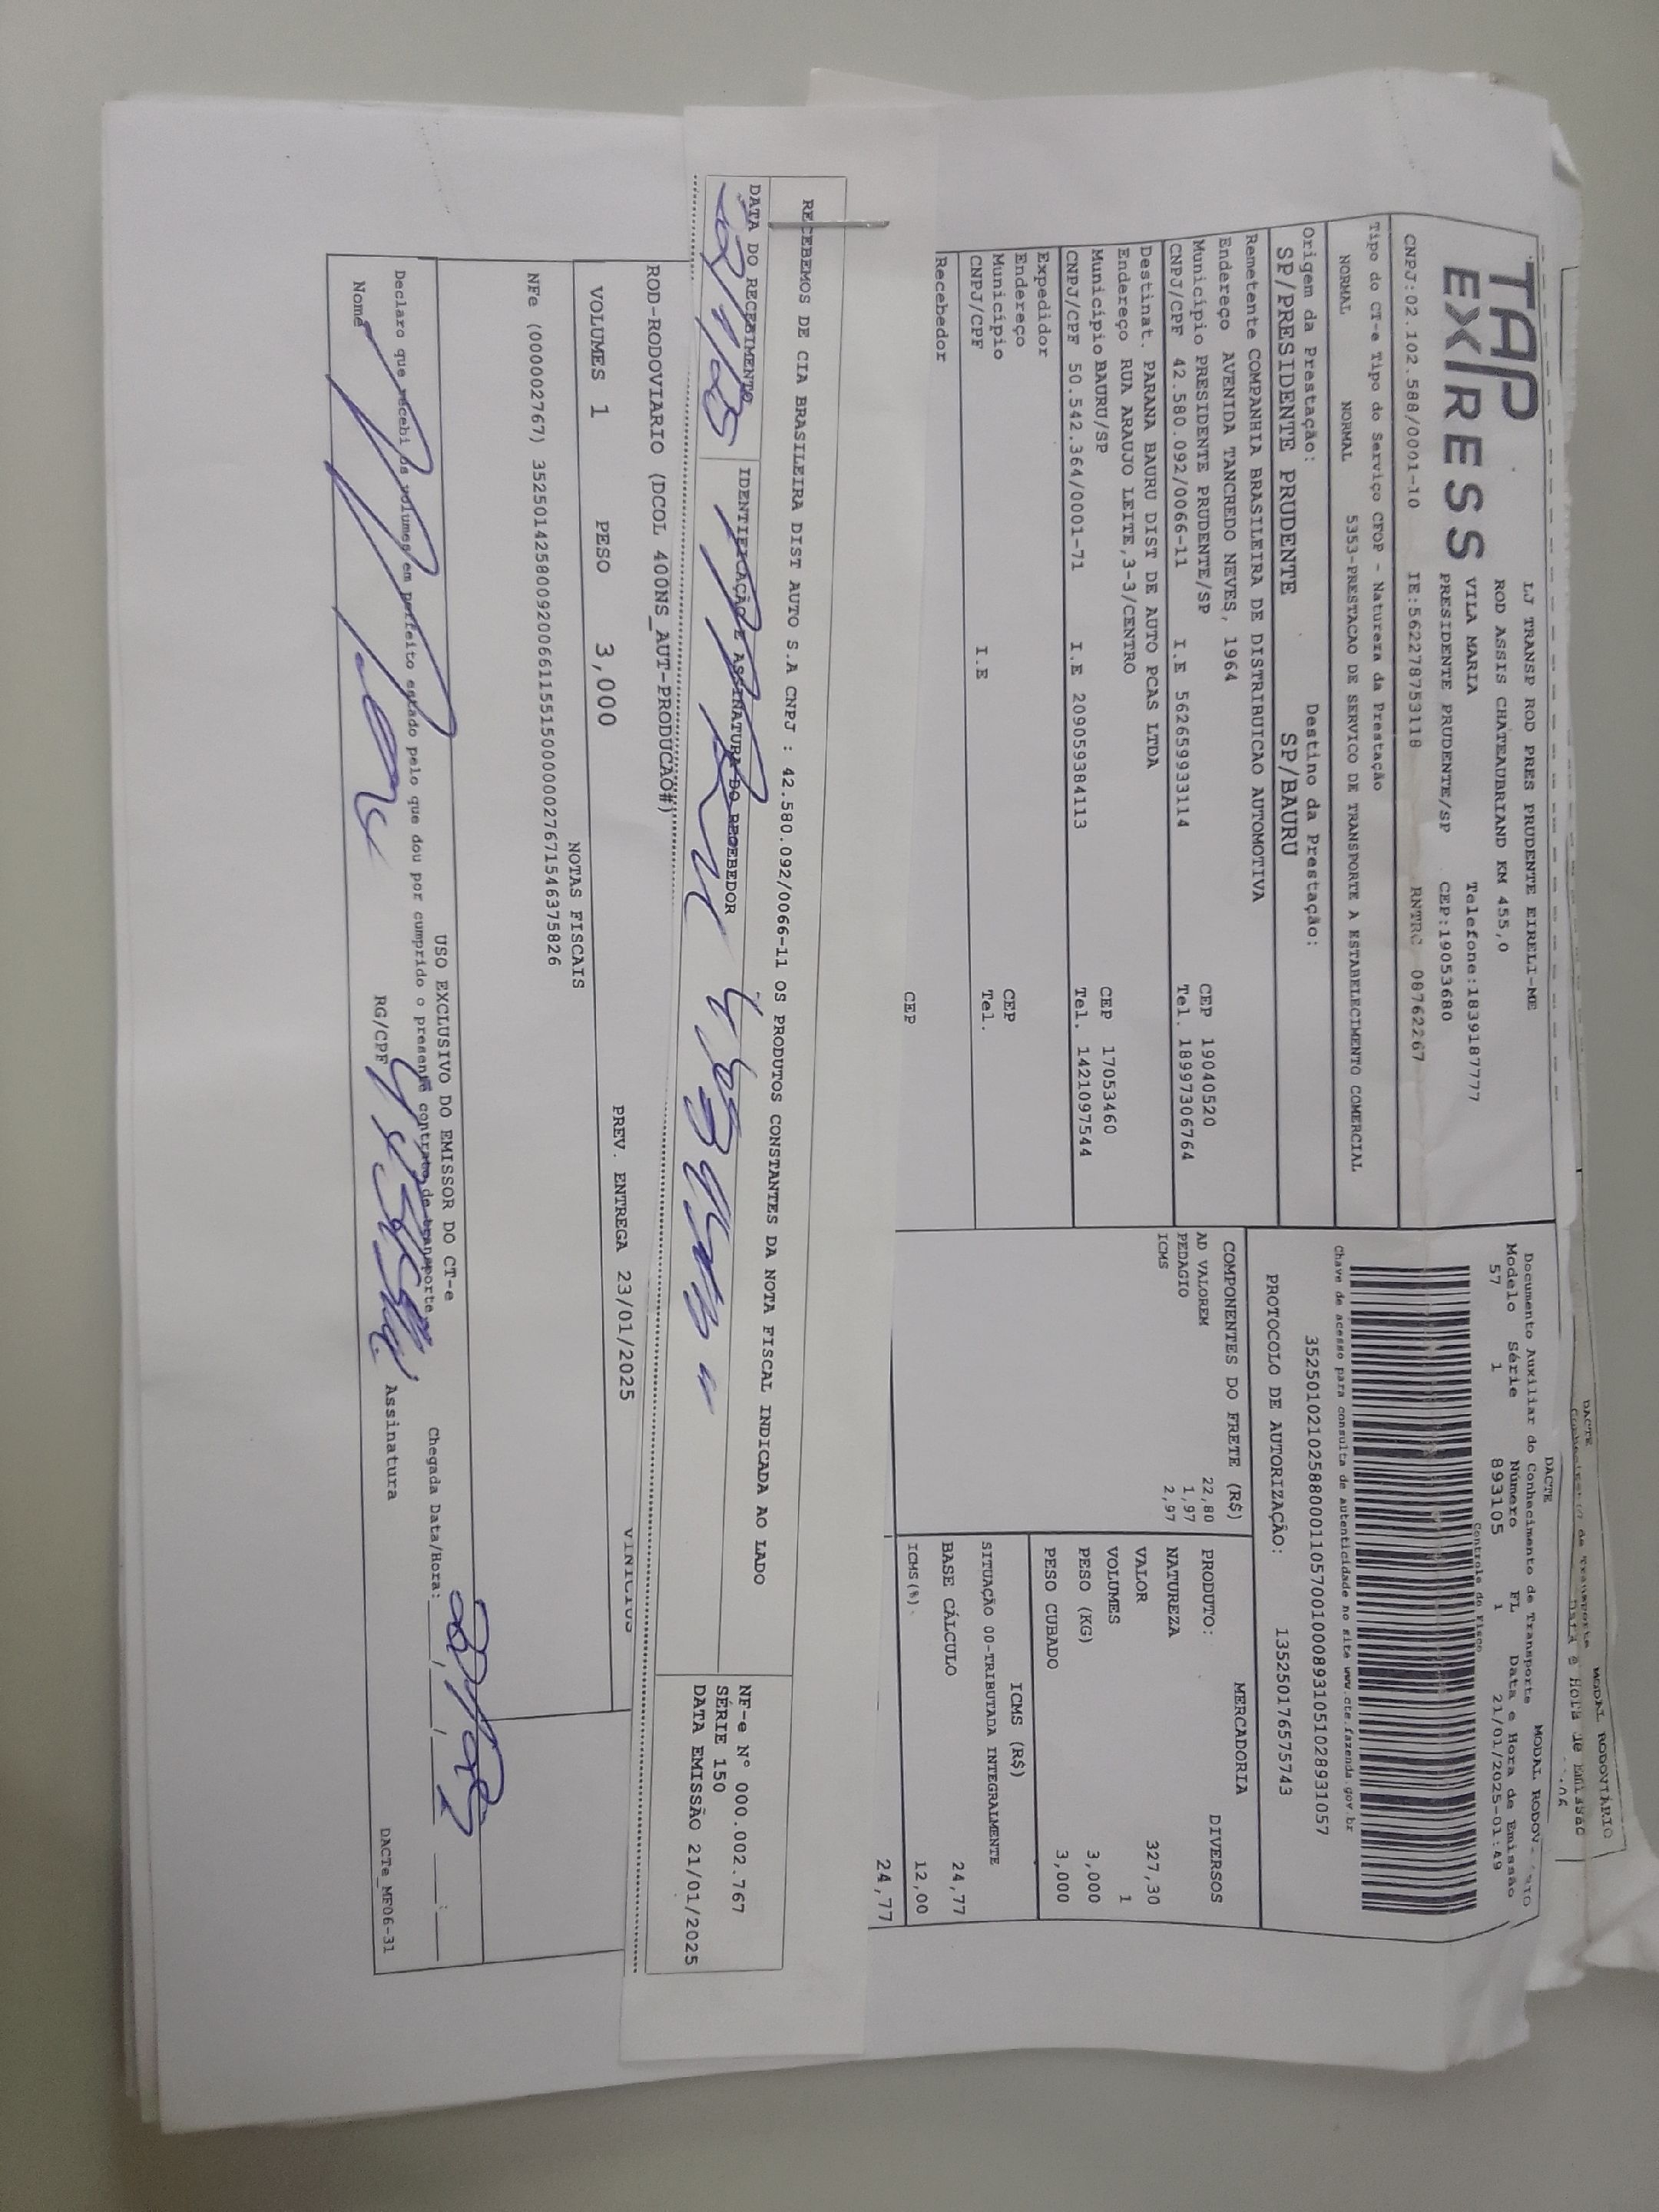 DACTE
MODAL RODOVIÁRIO
TAP EXPRESS
LJ TRANSP ROD PRES PRUDENTE EIRELI-ME
ROD ASSIS CHATEAUBRIAND KM 455,0
VILA MARIA Telefone:1839187777
PRESIDENTE PRUDENTE/SP CEP:19053680
CNPJ:02.102.588/0001-10 IE:562278753118 RNTRC 08762267
DACTE
Documento Auxiliar do Conhecimento de Transporte
Modelo Série Número FL Data e Hora de Emissão
57 1 893105 1 21/01/2025-01:49
Controle do Fisco
Tipo do CT-e Tipo do Serviço CFOP - Natureza da Prestação
NORMAL NORMAL 5353-PRESTACAO DE SERVICO DE TRANSPORTE A ESTABELECIMENTO COMERCIAL
Chave de acesso para consulta de autenticidade no site www.cte.fazenda.gov.br
35250102102588000110570010008931051028931057
Origem da Prestação: Destino da Prestação:
SP/PRESIDENTE PRUDENTE SP/BAURU
PROTOCOLO DE AUTORIZAÇÃO: 135250176575743
Remetente COMPANHIA BRASILEIRA DE DISTRIBUICAO AUTOMOTIVA
Endereço AVENIDA TANCREDO NEVES, 1964 CEP 19040520
Município PRESIDENTE PRUDENTE/SP
CNPJ/CPF 42.580.092/0066-11 I.E 562659933114 Tel. 18997306764
Destinat. PARANA BAURU DIST DE AUTO PCAS LTDA
Endereço RUA ARAUJO LEITE,3-3/CENTRO
Município BAURU/SP CEP 17053460
CNPJ/CPF 50.542.364/0001-71 I.E 209059384113 Tel. 1421097544
Expedidor
Endereço
Município CEP
CNPJ/CPF I.E Tel.
Recebedor
CEP
COMPONENTES DO FRETE (R$)
AD VALOREM 22,80
PEDAGIO 1,97
ICMS 2,97
MERCADORIA
PRODUTO: DIVERSOS
NATUREZA
VALOR 327,30
VOLUMES 1
PESO (KG) 3,000
PESO CUBADO 3,000
ICMS (R$)
SITUAÇÃO 00-TRIBUTADA INTEGRALMENTE
BASE CÁLCULO 24,77
ICMS(%) 12,00
24,77
RECEBEMOS DE CIA BRASILEIRA DIST AUTO S.A CNPJ : 42.580.092/0066-11 OS PRODUTOS CONSTANTES DA NOTA FISCAL INDICADA AO LADO
DATA DO RECEBIMENTO IDENTIFICAÇÃO E ASSINATURA DO RECEBEDOR
NF-e Nº 000.002.767
SÉRIE 150
DATA EMISSÃO 21/01/2025
ROD-RODOVIARIO (DCOL 400NS_AUT-PRODUCAO#)
VOLUMES 1 PESO 3,000 PREV. ENTREGA 23/01/2025
VINICIUS
NOTAS FISCAIS
NFe (000002767) 35250142580092006611551500000027671546375826
USO EXCLUSIVO DO EMISSOR DO CT-e
Declaro que recebi os volumes em perfeito estado pelo que dou por cumprido o presente contrato de transporte. Chegada Data/Hora:
Nome RG/CPF Assinatura
DACTe_MF06-31